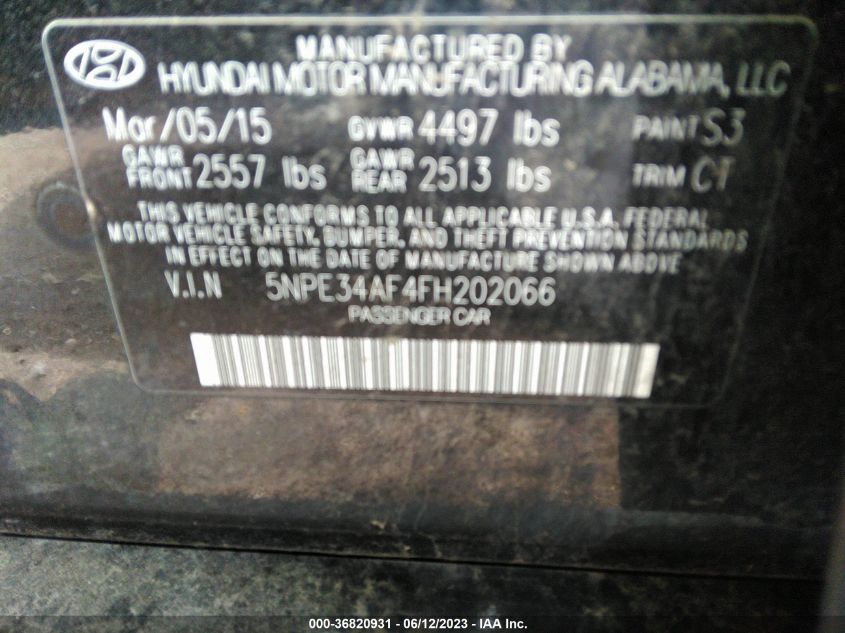 MANUFACTURED BY
HYUNDAI MOTOR MANUFACTURING ALABAMA, LLC
Mar/05/15 GVWR 4497 lbs PAINT S3
GAWR FRONT 2557 lbs GAWR REAR 2513 lbs TRIM CT
THIS VEHICLE CONFORMS TO ALL APPLICABLE U.S.A. FEDERAL
MOTOR VEHICLE SAFETY, BUMPER, AND THEFT PREVENTION STANDARDS
IN EFFECT ON THE DATE OF MANUFACTURE SHOWN ABOVE
V.I.N 5NPE34AF4FH202066
PASSENGER CAR
000-36820931 - 06/12/2023 - IAA Inc.